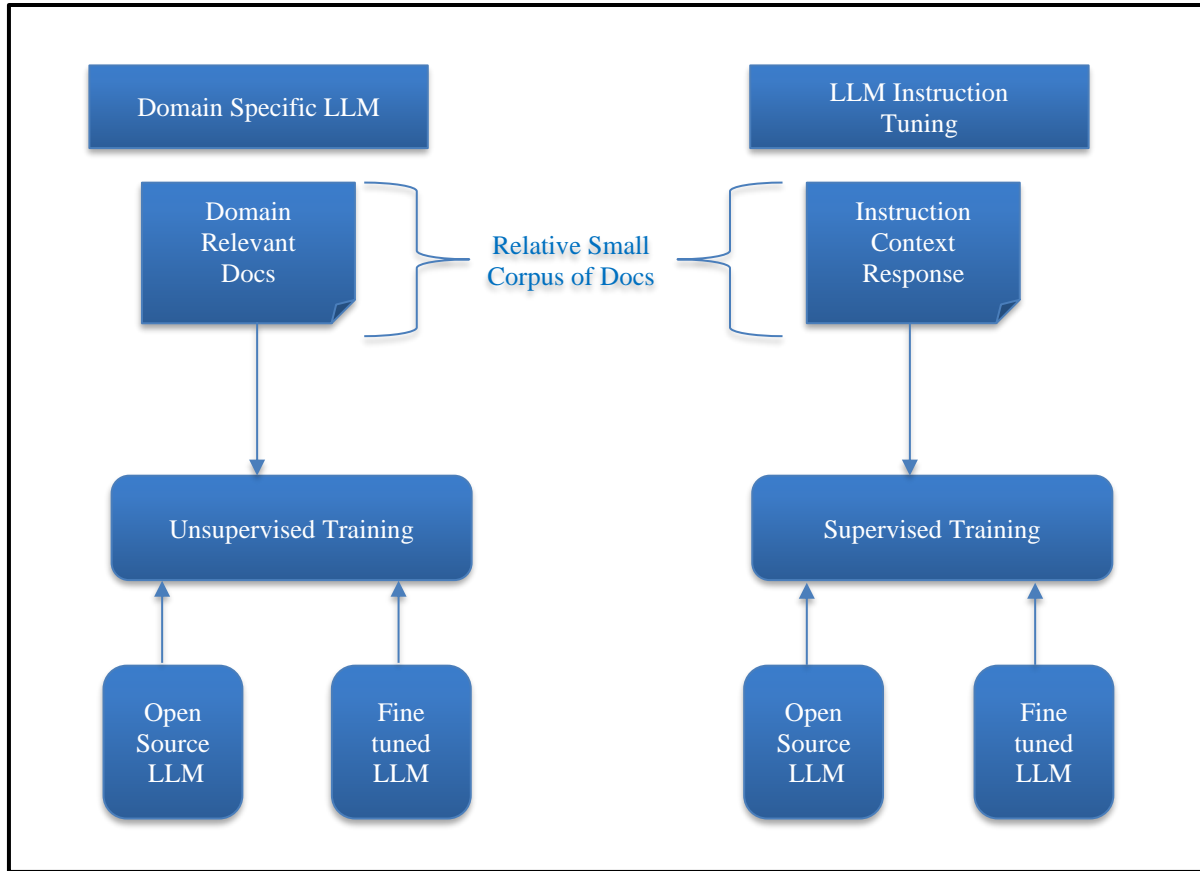 Domain Specific LLM
LLM Instruction
Tuning
Domain
Relevant
Docs
Relative Small
Corpus of Docs
Instruction
Context
Response
Unsupervised Training
Supervised Training
Open
Source
LLM
Fine
tuned
LLM
Open
Source
LLM
Fine
tuned
LLM